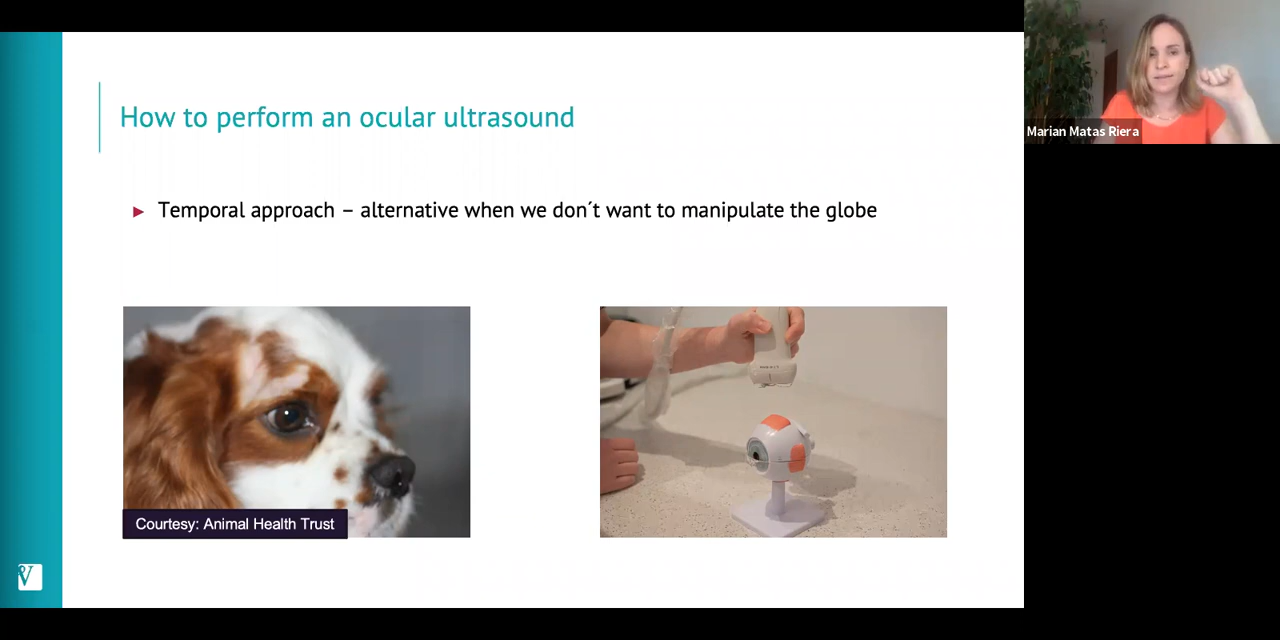 How to perform an ocular ultrasound
► Temporal approach – alternative when we don´t want to manipulate the globe
Courtesy: Animal Health Trust
Marian Matas Riera